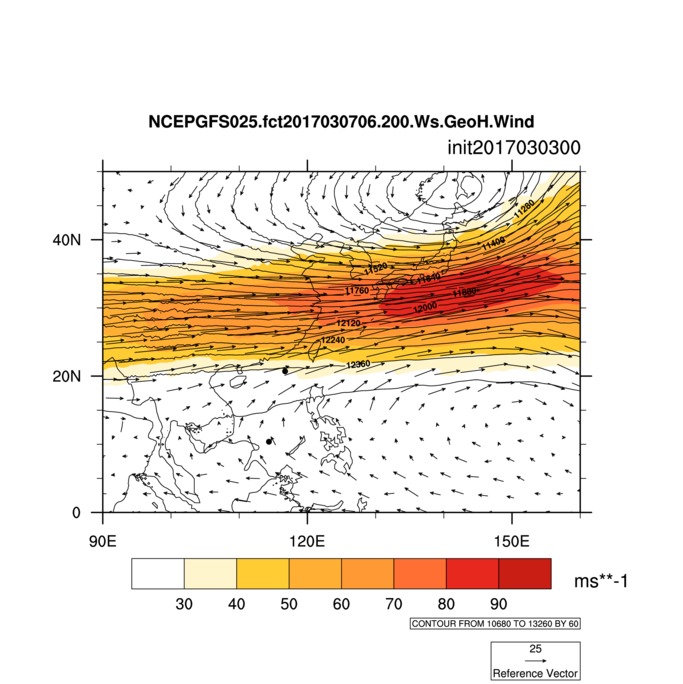 NCEPGFS025.fct2017030706.200.Ws.GeoH.Wind
init2017030300
11280
40N
11400
11520
11640
11760
11880
12000
12120
12240
12360
20N
0
90E 120E 150E
ms**-1
30 40 50 60 70 80 90
CONTOUR FROM 10680 TO 13260 BY 60
25
Reference Vector